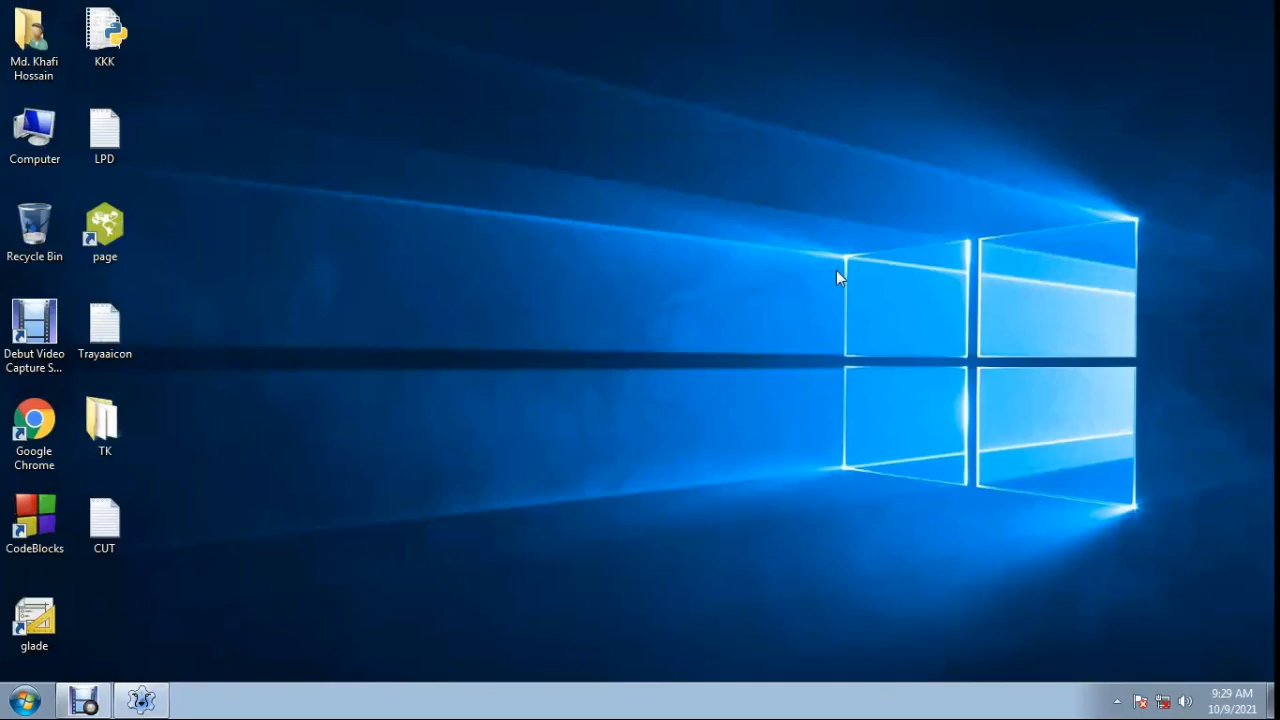 Md. Khafi
Hossain
KKK
Computer
LPD
Recycle Bin
page
Debut Video
Capture S...
Trayaaicon
Google
Chrome
TK
CodeBlocks
CUT
glade
9:29 AM
10/9/2021